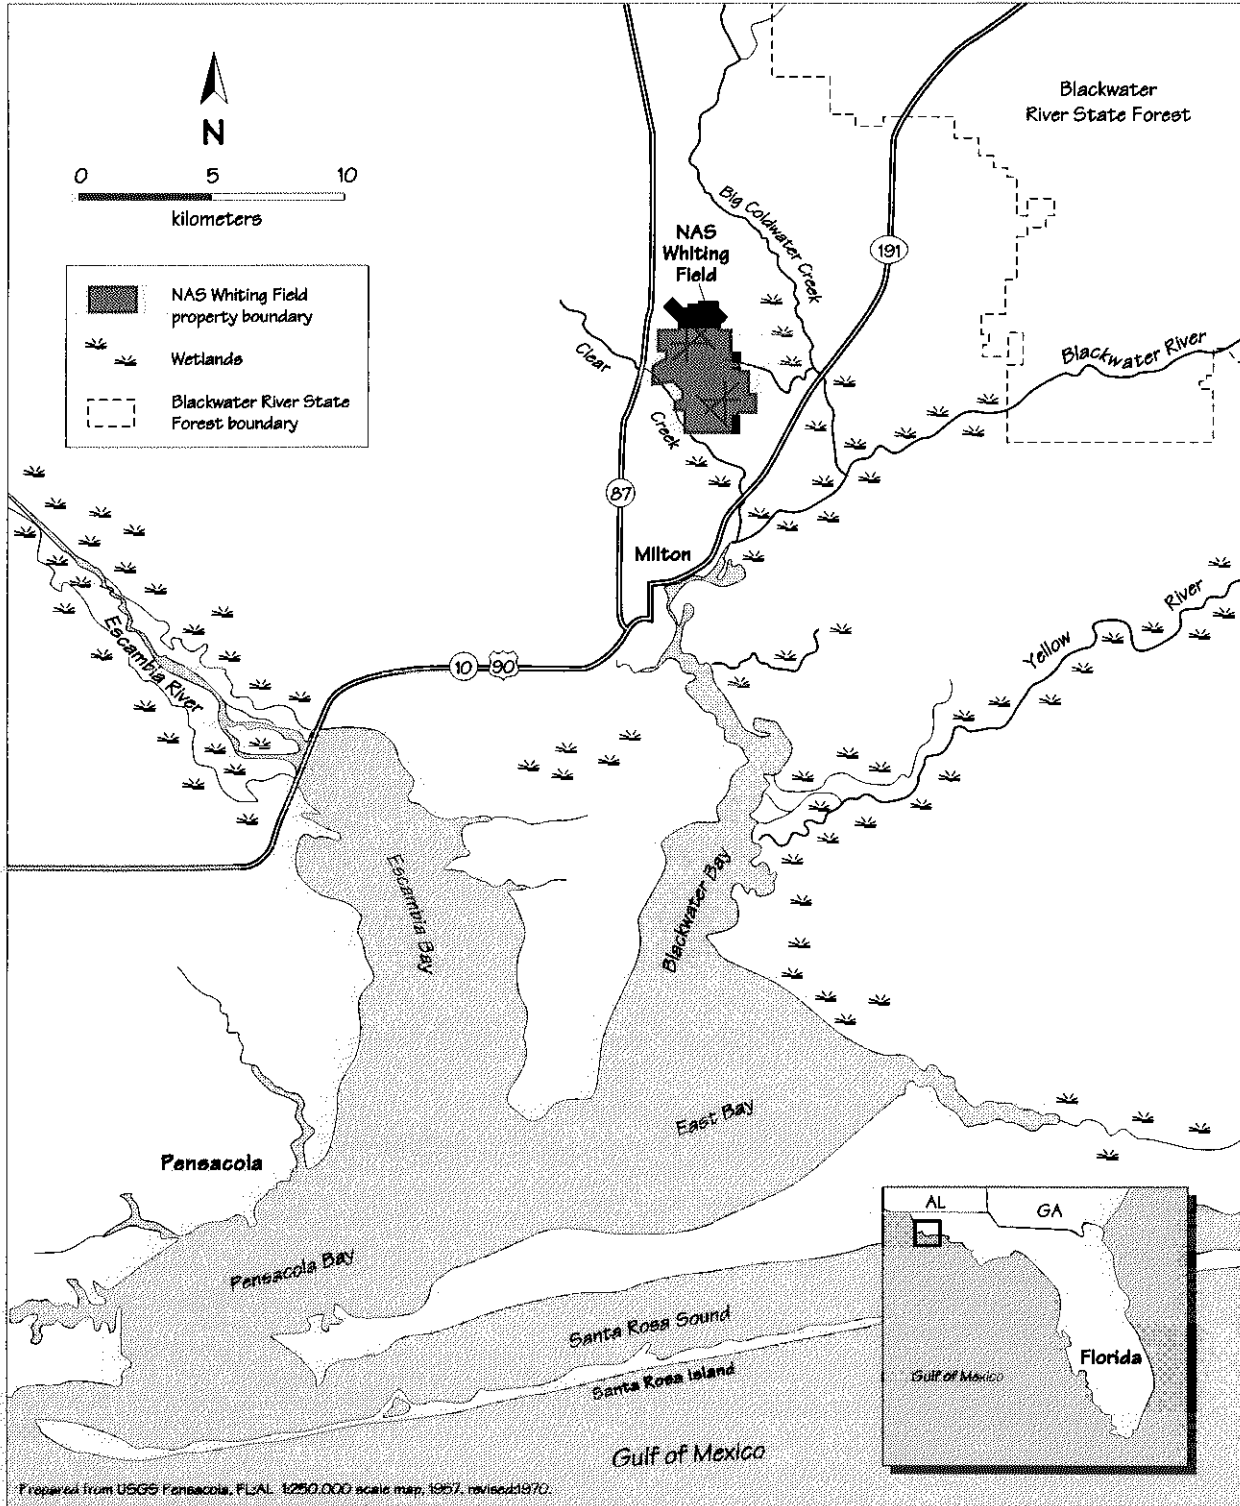 N
0 5 10
kilometers
NAS Whiting Field
property boundary
Wetlands
Blackwater River State
Forest boundary
Blackwater
River State Forest
Big Coldwater Creek
NAS
Whiting
Field
191
Clear
Creek
Blackwater River
87
Milton
Escambia River
10 90
Yellow River
Escambia Bay
Blackwater Bay
East Bay
Pensacola
Pensacola Bay
Santa Rosa Sound
Santa Rosa Island
Gulf of Mexico
AL GA
Florida
Gulf of Mexico
Prepared from USGS Pensacola, FL;AL 1:250,000 scale map, 1957, revised:1970.